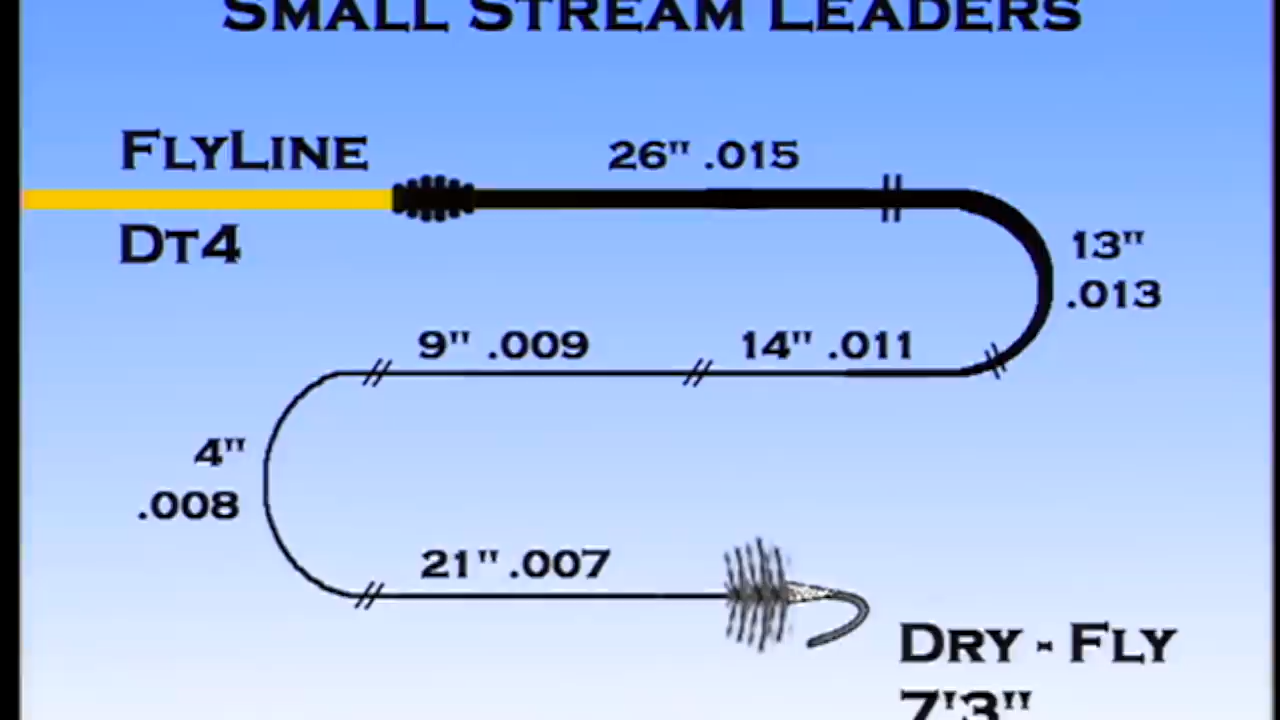 SMALL STREAM LEADERS
FLYLINE
26" .015
DT4
13"
.013
9" .009
14" .011
4"
.008
21" .007
DRY - FLY
7'3"